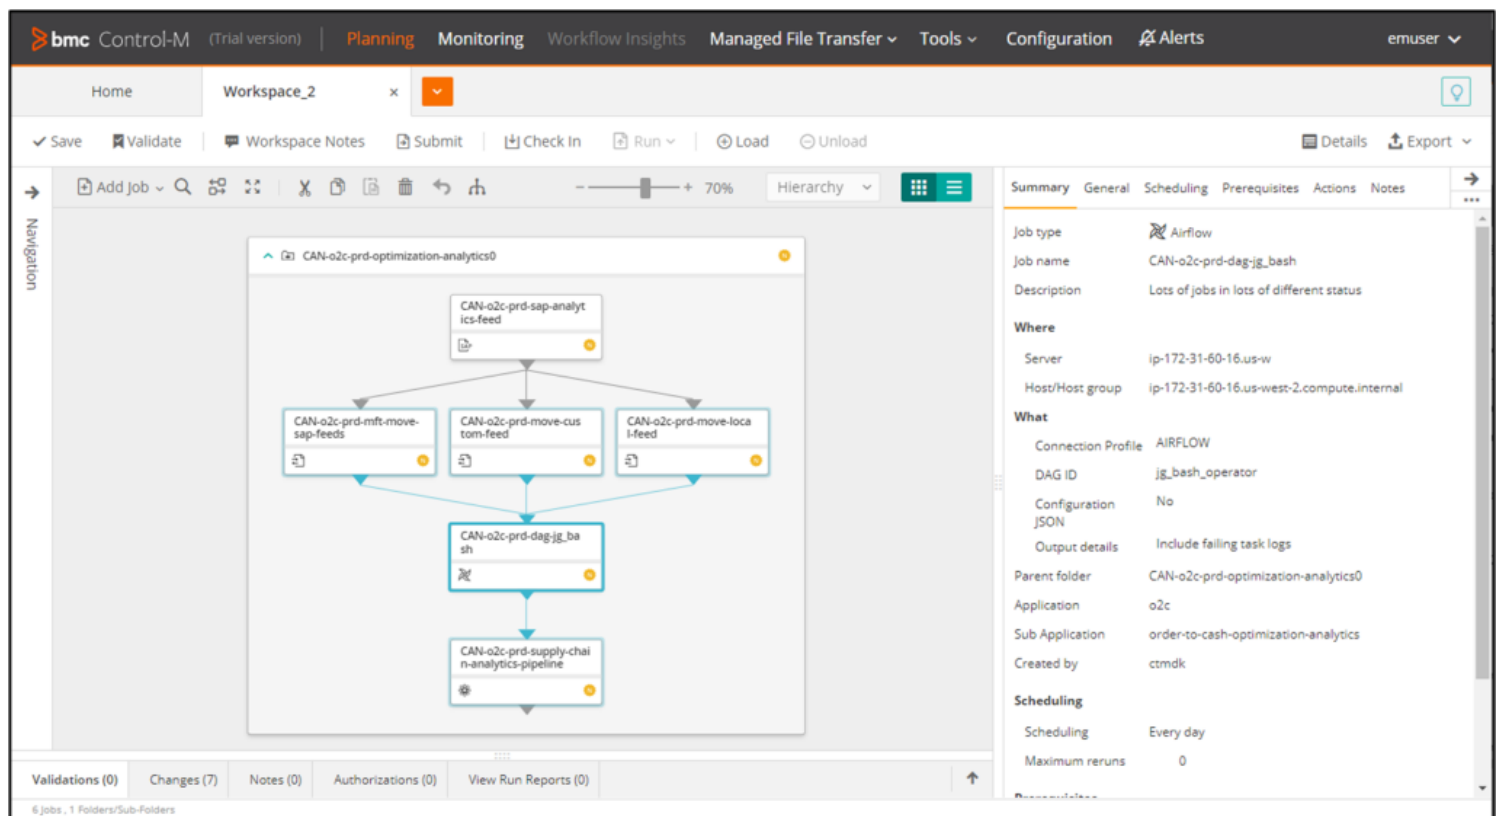 bmc Control-M (Trial version) Planning Monitoring Workflow Insights Managed File Transfer Tools Configuration Alerts emuser
Home Workspace_2 ×
Save Validate Workspace Notes Submit Check In Run Load Unload Details Export
Navigation
Add Job 70% Hierarchy
CAN-o2c-prd-optimization-analytics0
CAN-o2c-prd-sap-analyt
ics-feed
CAN-o2c-prd-mft-move-
sap-feeds
CAN-o2c-prd-move-cus
tom-feed
CAN-o2c-prd-move-loca
l-feed
CAN-o2c-prd-dag-jg_ba
sh
CAN-o2c-prd-supply-chai
n-analytics-pipeline
Summary General Scheduling Prerequisites Actions Notes
Job type Airflow
Job name CAN-o2c-prd-dag-jg_bash
Description Lots of jobs in lots of different status
Where
Server ip-172-31-60-16.us-w
Host/Host group ip-172-31-60-16.us-west-2.compute.internal
What
Connection Profile AIRFLOW
DAG ID jg_bash_operator
Configuration No
JSON
Output details Include failing task logs
Parent folder CAN-o2c-prd-optimization-analytics0
Application o2c
Sub Application order-to-cash-optimization-analytics
Created by ctmdk
Scheduling
Scheduling Every day
Maximum reruns 0
Validations (0) Changes (7) Notes (0) Authorizations (0) View Run Reports (0)
6 Jobs , 1 Folders/Sub-Folders